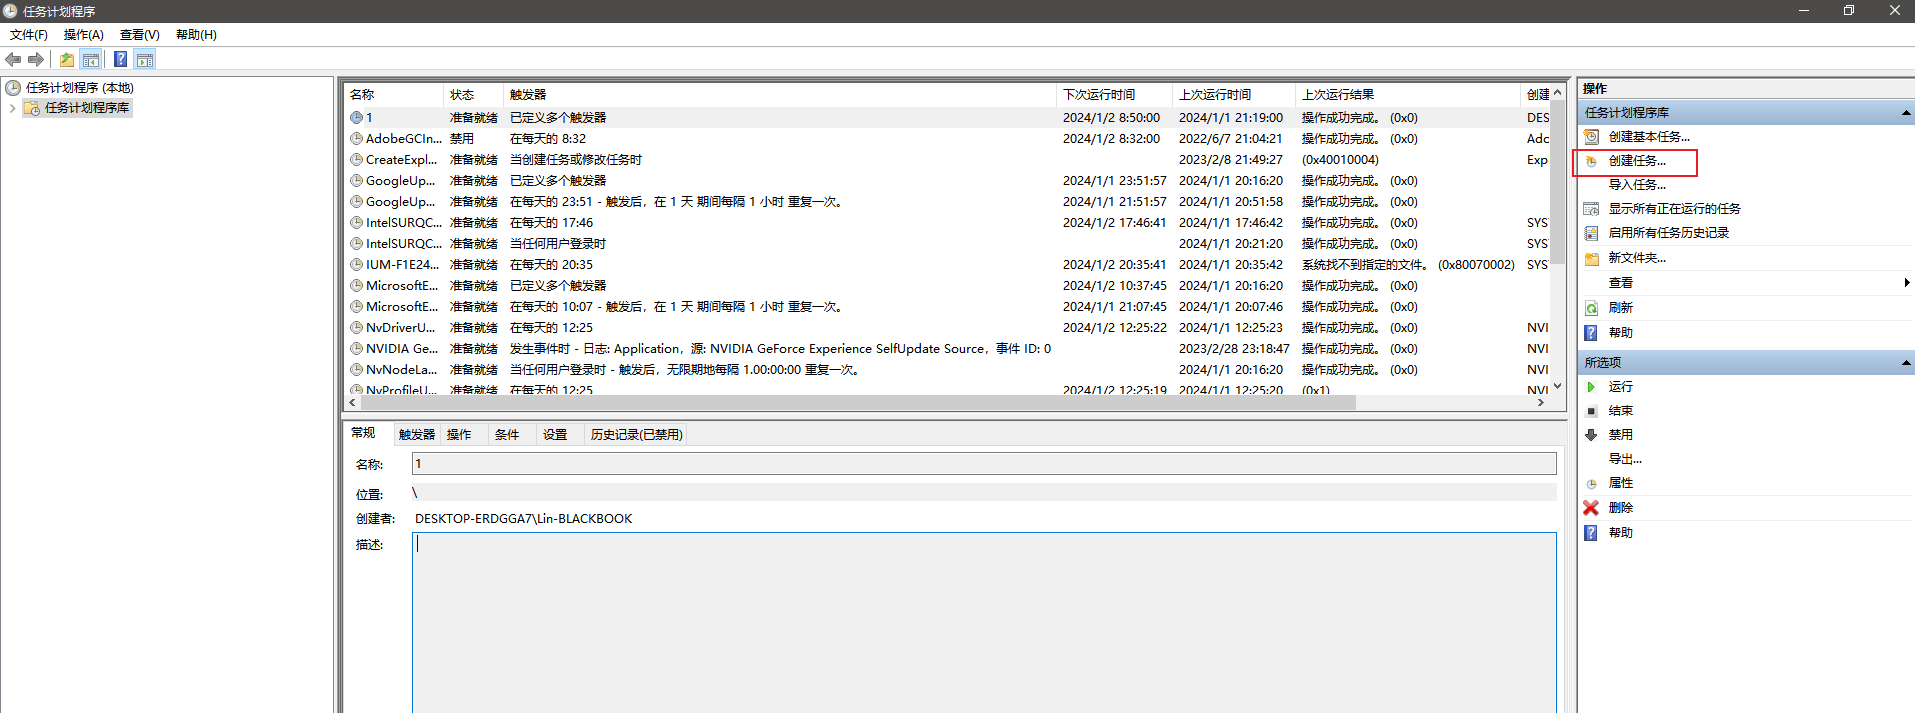 任务计划程序
文件(F) 操作(A) 查看(V) 帮助(H)
任务计划程序 (本地)
任务计划程序库
名称 状态 触发器 下次运行时间 上次运行时间 上次运行结果 创建
1 准备就绪 已定义多个触发器 2024/1/2 8:50:00 2024/1/1 21:19:00 操作成功完成。 (0x0) DES
AdobeGCIn... 禁用 在每天的 8:32 2024/1/2 8:32:00 2022/6/7 21:04:21 操作成功完成。 (0x0) Adc
CreateExpl... 准备就绪 当创建任务或修改任务时 2023/2/8 21:49:27 (0x40010004) Exp
GoogleUp... 准备就绪 已定义多个触发器 2024/1/1 23:51:57 2024/1/1 20:16:20 操作成功完成。 (0x0)
GoogleUp... 准备就绪 在每天的 23:51 - 触发后，在 1 天 期间每隔 1 小时 重复一次。 2024/1/1 21:51:57 2024/1/1 20:51:58 操作成功完成。 (0x0)
IntelSURQC... 准备就绪 在每天的 17:46 2024/1/2 17:46:41 2024/1/1 17:46:42 操作成功完成。 (0x0) SYS
IntelSURQC... 准备就绪 当任何用户登录时 2024/1/1 20:21:20 操作成功完成。 (0x0) SYS
IUM-F1E24... 准备就绪 在每天的 20:35 2024/1/2 20:35:41 2024/1/1 20:35:42 系统找不到指定的文件。 (0x80070002) SYS
MicrosoftE... 准备就绪 已定义多个触发器 2024/1/2 10:37:45 2024/1/1 20:16:20 操作成功完成。 (0x0)
MicrosoftE... 准备就绪 在每天的 10:07 - 触发后，在 1 天 期间每隔 1 小时 重复一次。 2024/1/1 21:07:45 2024/1/1 20:07:46 操作成功完成。 (0x0)
NvDriverU... 准备就绪 在每天的 12:25 2024/1/2 12:25:22 2024/1/1 12:25:23 操作成功完成。 (0x0) NVI
NVIDIA Ge... 准备就绪 发生事件时 - 日志: Application，源: NVIDIA GeForce Experience SelfUpdate Source，事件 ID: 0 2023/2/28 23:18:47 操作成功完成。 (0x0) NVI
NvNodeLa... 准备就绪 当任何用户登录时 - 触发后，无限期地每隔 1.00:00:00 重复一次。 2024/1/1 20:16:20 操作成功完成。 (0x0) NVI
NvProfileU... 准备就绪 在每天的 12:25 2024/1/2 12:25:19 2024/1/1 12:25:20 (0x1) NVI
常规 触发器 操作 条件 设置 历史记录(已禁用)
名称: 1
位置: \
创建者: DESKTOP-ERDGGA7\Lin-BLACKBOOK
描述:
操作
任务计划程序库
创建基本任务...
创建任务...
导入任务...
显示所有正在运行的任务
启用所有任务历史记录
新文件夹...
查看
刷新
帮助
所选项
运行
结束
禁用
导出...
属性
删除
帮助